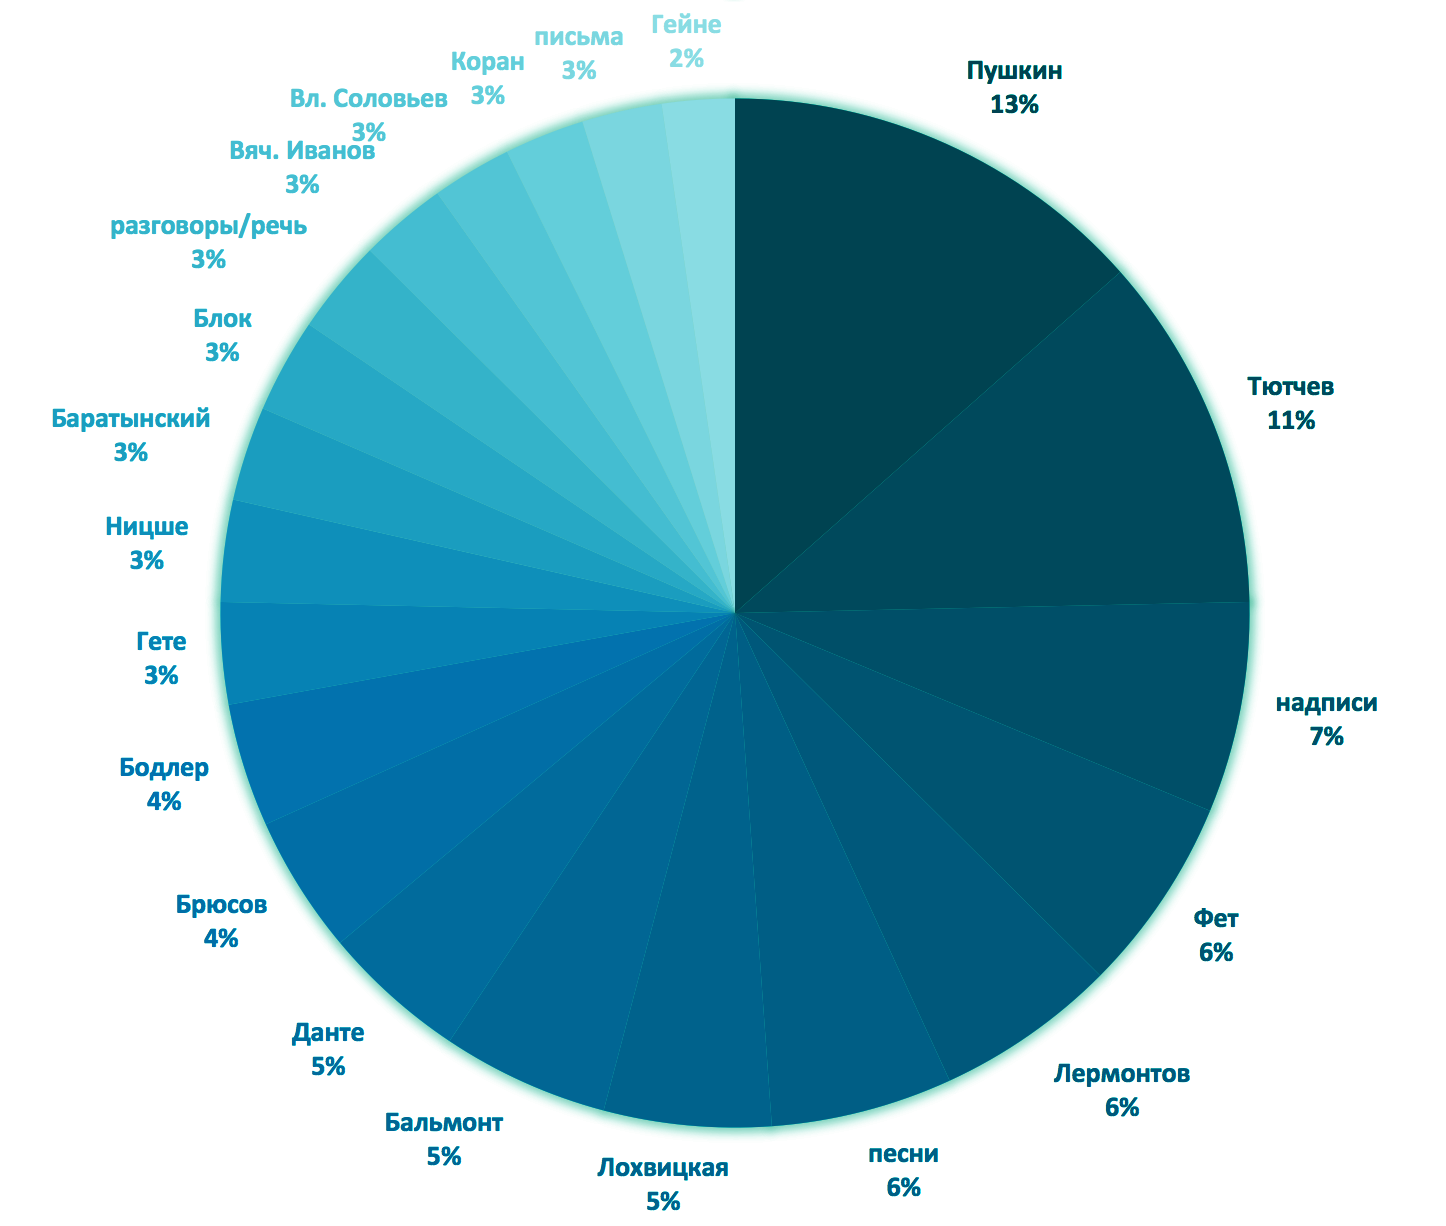 Пушкин
13%
Тютчев
11%
надписи
7%
Фет
6%
Лермонтов
6%
песни
6%
Лохвицкая
5%
Бальмонт
5%
Данте
5%
Брюсов
4%
Бодлер
4%
Гете
3%
Ницше
3%
Баратынский
3%
Блок
3%
разговоры/речь
3%
Вяч. Иванов
3%
Вл. Соловьев
3%
Коран
3%
письма
3%
Гейне
2%